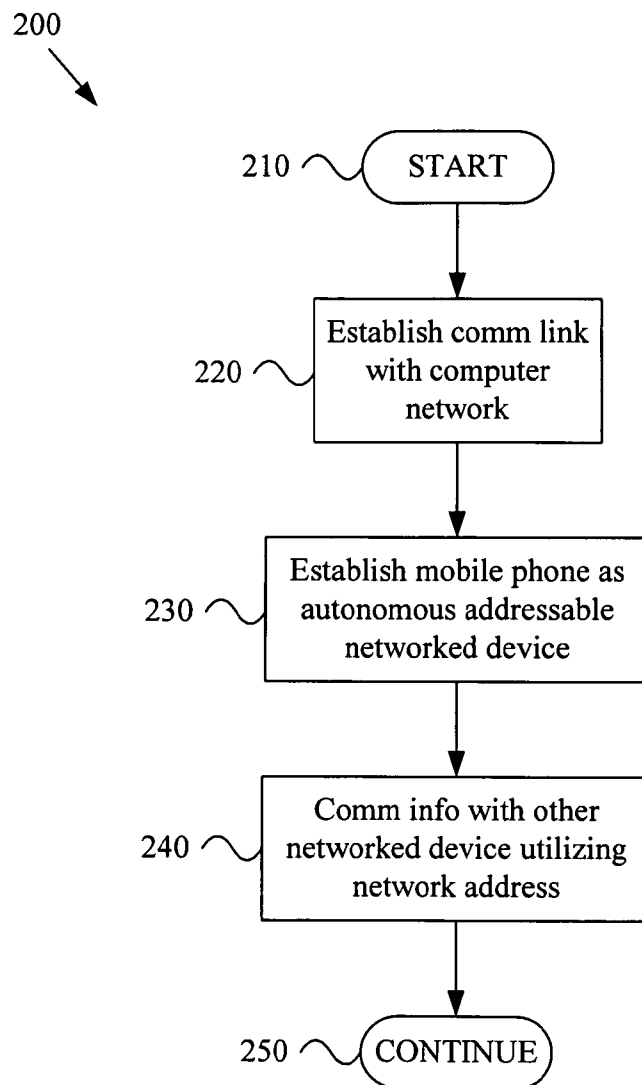 200
210
START
220
Establish comm link
with computer
network
230
Establish mobile phone as
autonomous addressable
networked device
240
Comm info with other
networked device utilizing
network address
250
CONTINUE